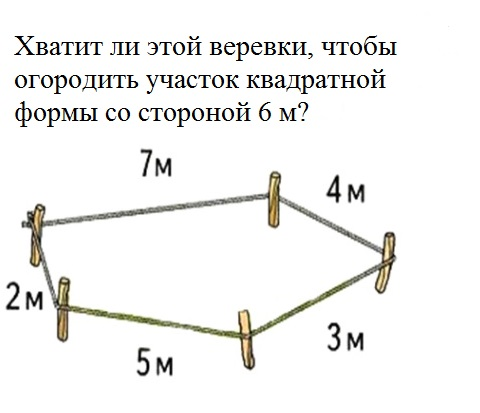 Хватит ли этой веревки, чтобы
огородить участок квадратной
формы со стороной 6 м?
7м
4м
2м
3м
5м